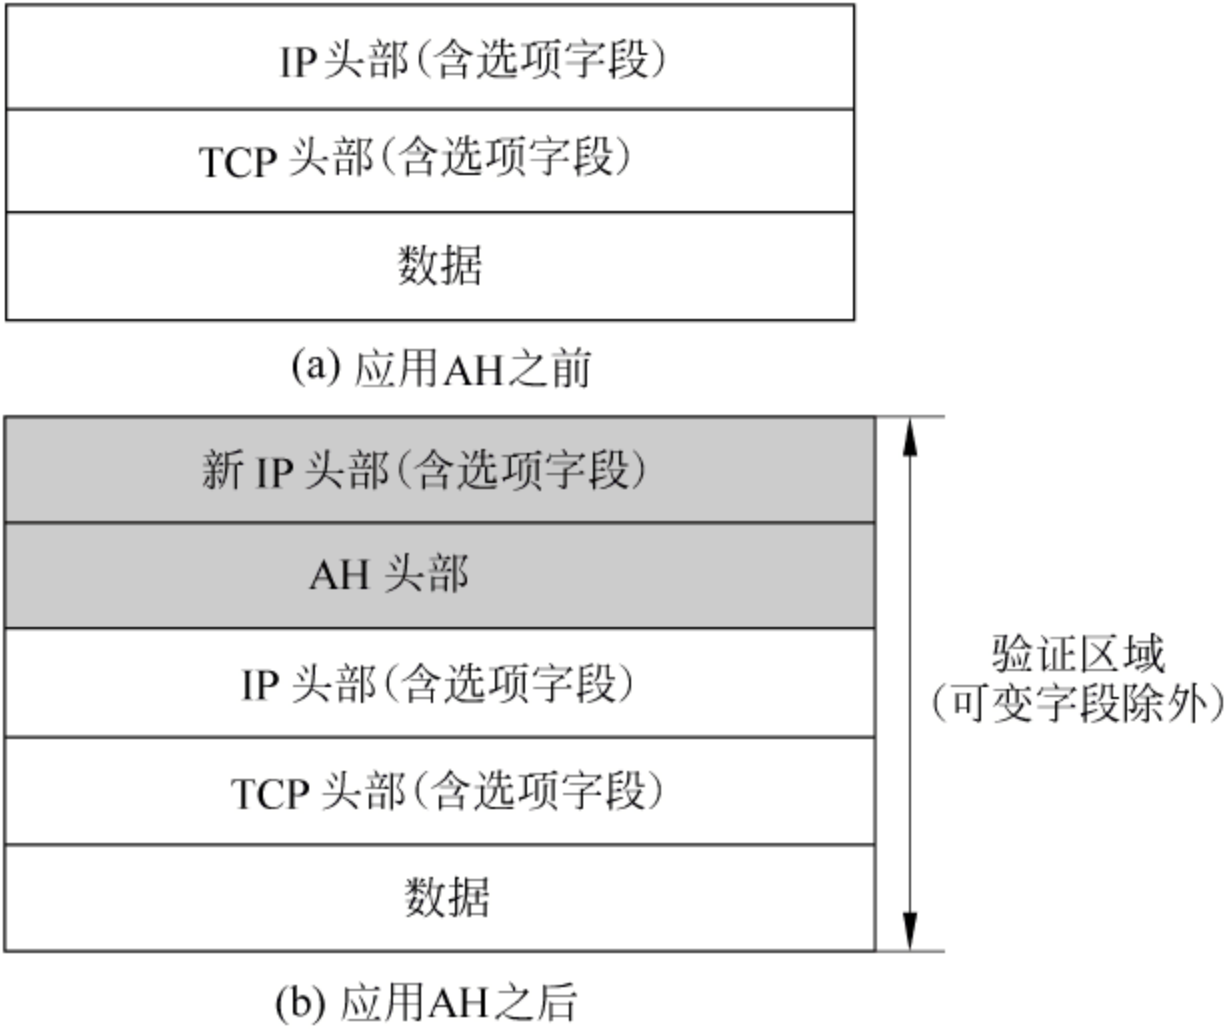 IP头部(含选项字段)
TCP 头部(含选项字段)
数据
(a) 应用AH之前
新 IP 头部(含选项字段)
AH 头部
IP 头部(含选项字段)
TCP 头部(含选项字段)
数据
验证区域
(可变字段除外)
(b) 应用AH之后